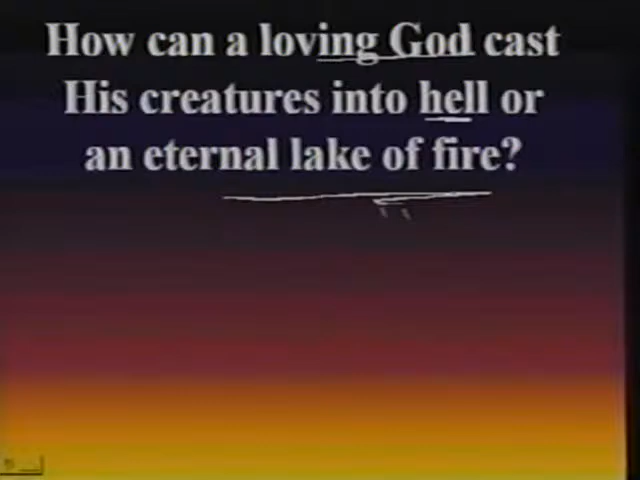 How can a loving God cast
His creatures into hell or
an eternal lake of fire?